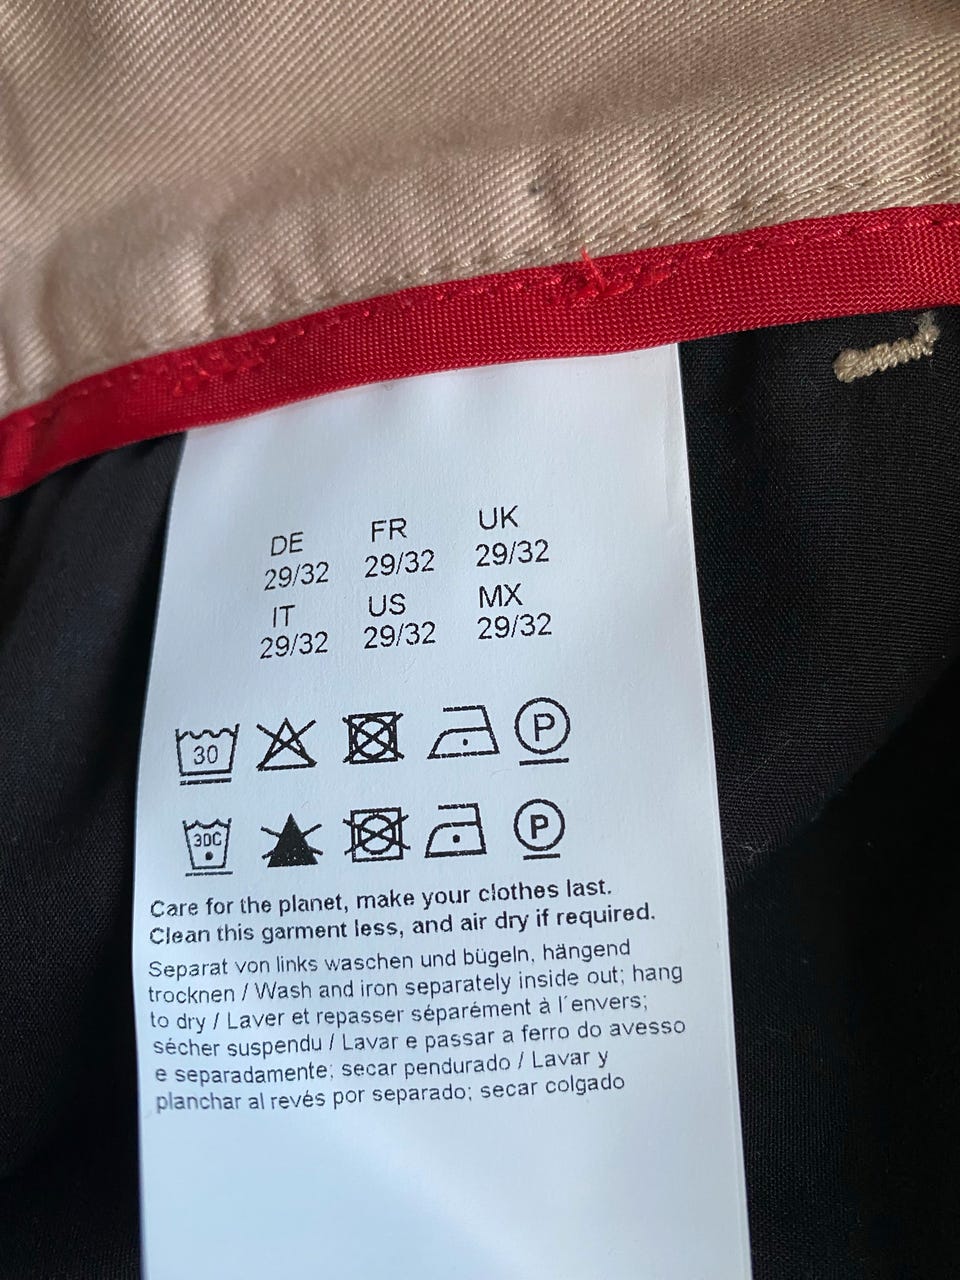 DE FR UK
29/32 29/32 29/32
IT US MX
29/32 29/32 29/32
30 P
30C P
Care for the planet, make your clothes last.
Clean this garment less, and air dry if required.
Separat von links waschen und bügeln, hängend
trocknen / Wash and iron separately inside out; hang
to dry / Laver et repasser séparément à l´envers;
sécher suspendu / Lavar e passar a ferro do avesso
e separadamente; secar pendurado / Lavar y
planchar al revés por separado; secar colgado